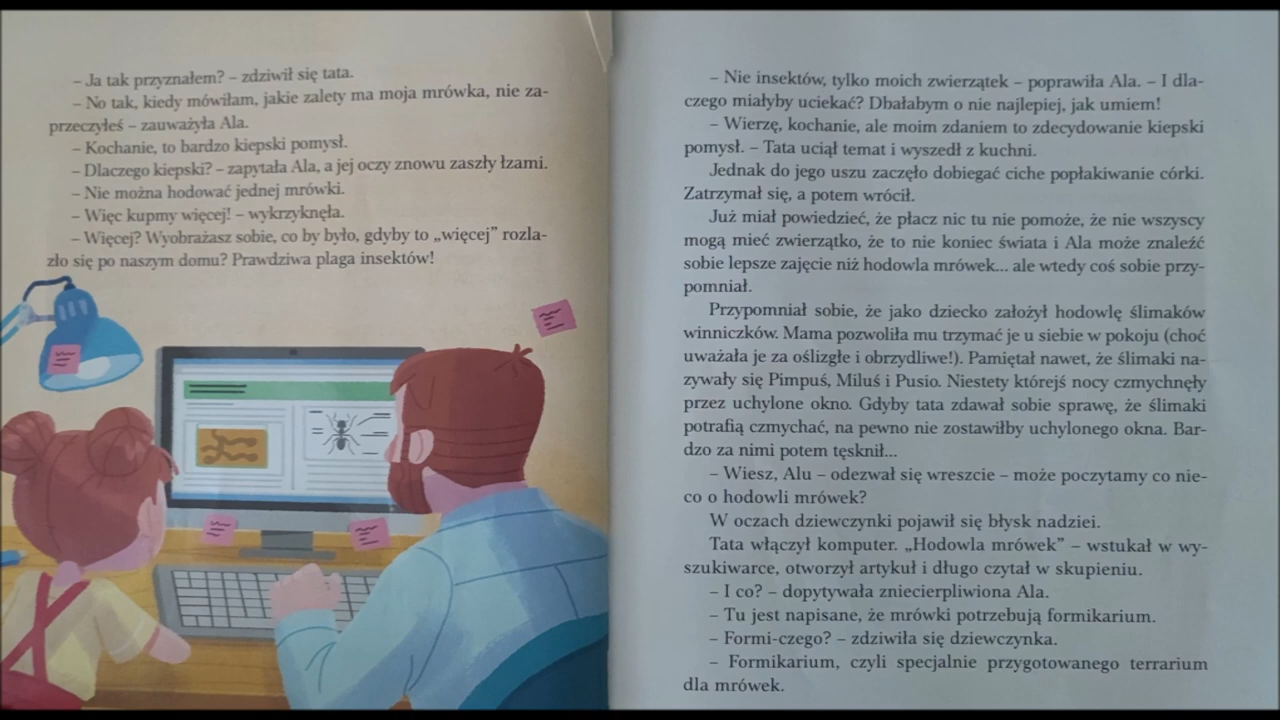 – Ja tak przyznałem? – zdziwił się tata.
– No tak, kiedy mówiłam, jakie zalety ma moja mrówka, nie za-
przeczyłeś – zauważyła Ala.
– Kochanie, to bardzo kiepski pomysł.
– Dlaczego kiepski? – zapytała Ala, a jej oczy znowu zaszły łzami.
– Nie można hodować jednej mrówki.
– Więc kupmy więcej! – wykrzyknęła.
– Więcej? Wyobrażasz sobie, co by było, gdyby to „więcej” rozla-
zło się po naszym domu? Prawdziwa plaga insektów!
– Nie insektów, tylko moich zwierzątek – poprawiła Ala. – I dla-
czego miałyby uciekać? Dbałabym o nie najlepiej, jak umiem!
– Wierzę, kochanie, ale moim zdaniem to zdecydowanie kiepski
pomysł. – Tata uciął temat i wyszedł z kuchni.
Jednak do jego uszu zaczęło dobiegać ciche popłakiwanie córki.
Zatrzymał się, a potem wrócił.
Już miał powiedzieć, że płacz nic tu nie pomoże, że nie wszyscy
mogą mieć zwierzątko, że to nie koniec świata i Ala może znaleźć
sobie lepsze zajęcie niż hodowla mrówek... ale wtedy coś sobie przy-
pomniał.
Przypomniał sobie, że jako dziecko założył hodowlę ślimaków
winniczków. Mama pozwoliła mu trzymać je u siebie w pokoju (choć
uważała je za oślizgłe i obrzydliwe!). Pamiętał nawet, że ślimaki na-
zywały się Pimpuś, Miluś i Pusio. Niestety którejś nocy czmychnęły
przez uchylone okno. Gdyby tata zdawał sobie sprawę, że ślimaki
potrafią czmychać, na pewno nie zostawiłby uchylonego okna. Bar-
dzo za nimi potem tęsknił...
– Wiesz, Alu – odezwał się wreszcie – może poczytamy co nie-
co o hodowli mrówek?
W oczach dziewczynki pojawił się błysk nadziei.
Tata włączył komputer. „Hodowla mrówek” – wstukał w wy-
szukiwarce, otworzył artykuł i długo czytał w skupieniu.
– I co? – dopytywała zniecierpliwiona Ala.
– Tu jest napisane, że mrówki potrzebują formikarium.
– Formi-czego? – zdziwiła się dziewczynka.
– Formikarium, czyli specjalnie przygotowanego terrarium
dla mrówek.